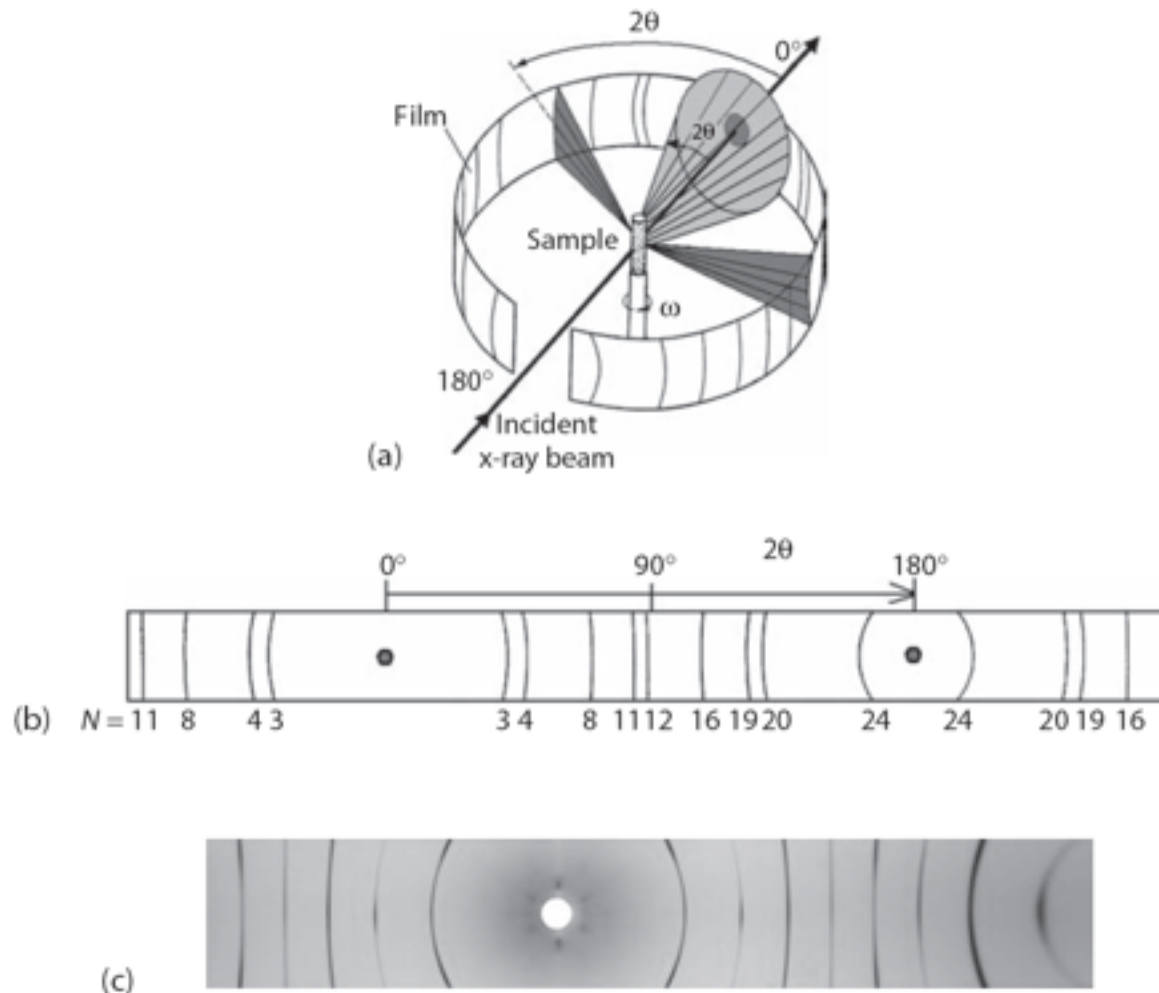 2θ
0°
Film
2θ
Sample
ω
180°
Incident
x-ray beam
(a)
0° 90° 2θ 180°
(b) N = 11 8 4 3 3 4 8 11 12 16 19 20 24 24 20 19 16
(c)